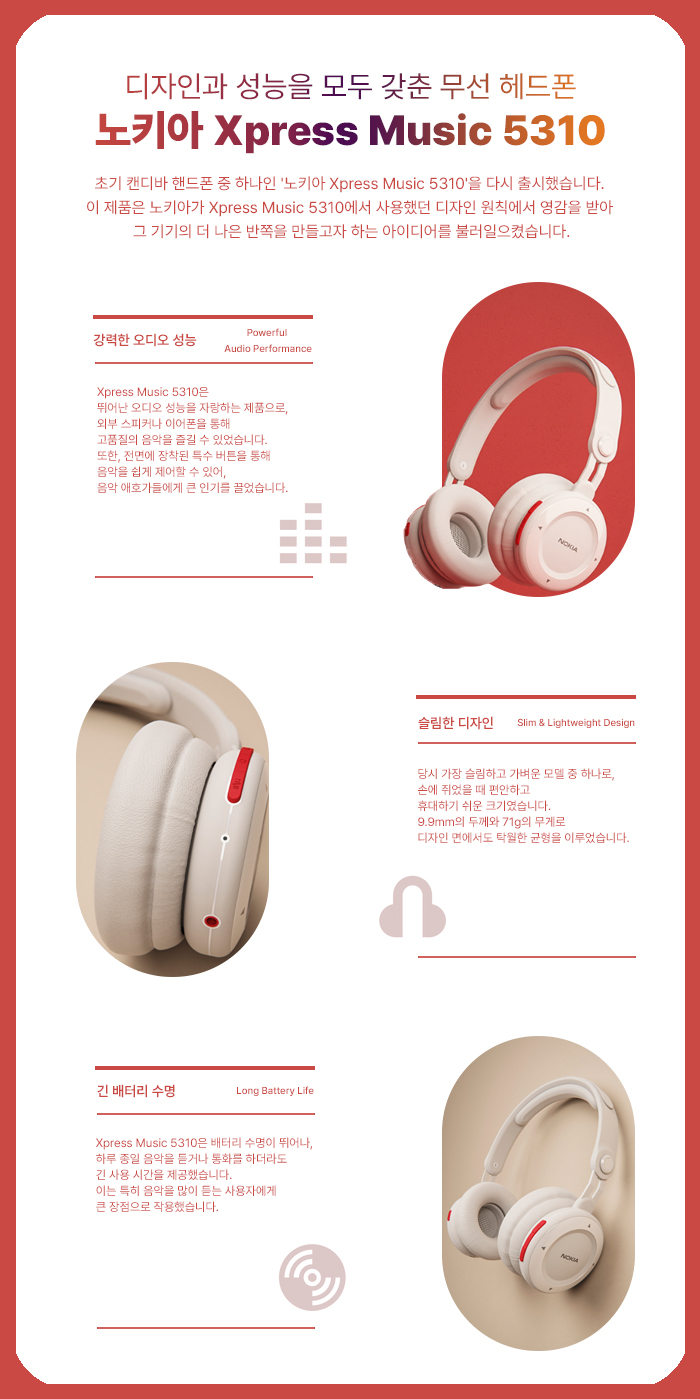 디자인과 성능을 모두 갖춘 무선 헤드폰
노키아 Xpress Music 5310
초기 캔디바 핸드폰 중 하나인 '노키아 Xpress Music 5310'을 다시 출시했습니다.
이 제품은 노키아가 Xpress Music 5310에서 사용했던 디자인 원칙에서 영감을 받아
그 기기의 더 나은 반쪽을 만들고자 하는 아이디어를 불러일으켰습니다.
강력한 오디오 성능
Powerful
Audio Performance
Xpress Music 5310은
뛰어난 오디오 성능을 자랑하는 제품으로,
외부 스피커나 이어폰을 통해
고품질의 음악을 즐길 수 있었습니다.
또한, 전면에 장착된 특수 버튼을 통해
음악을 쉽게 제어할 수 있어,
음악 애호가들에게 큰 인기를 끌었습니다.
NOKIA
슬림한 디자인
Slim & Lightweight Design
당시 가장 슬림하고 가벼운 모델 중 하나로,
손에 쥐었을 때 편안하고
휴대하기 쉬운 크기였습니다.
9.9mm의 두께와 71g의 무게로
디자인 면에서도 탁월한 균형을 이루었습니다.
긴 배터리 수명
Long Battery Life
Xpress Music 5310은 배터리 수명이 뛰어나,
하루 종일 음악을 듣거나 통화를 하더라도
긴 사용 시간을 제공했습니다.
이는 특히 음악을 많이 듣는 사용자에게
큰 장점으로 작용했습니다.
NOKIA